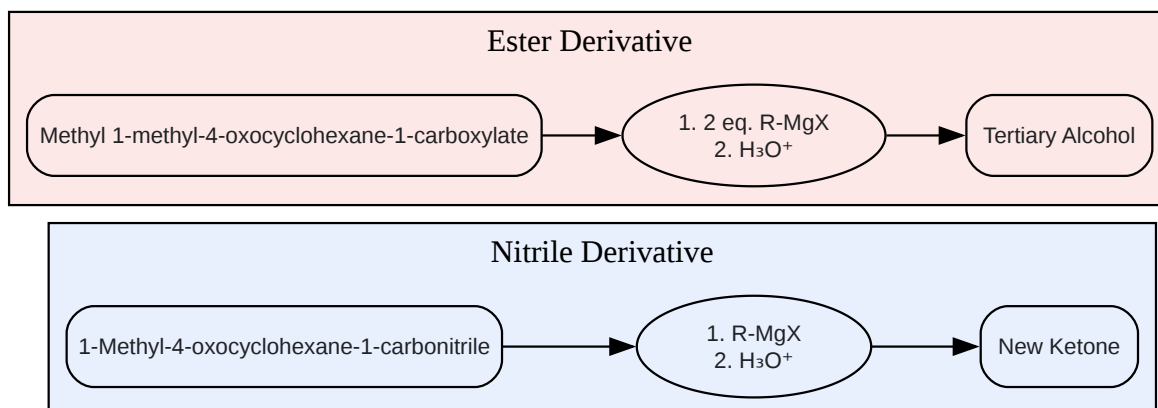 Ester Derivative
Methyl 1-methyl-4-oxocyclohexane-1-carboxylate
1. 2 eq. R-MgX
2. H₃O⁺
Tertiary Alcohol
Nitrile Derivative
1-Methyl-4-oxocyclohexane-1-carbonitrile
1. R-MgX
2. H₃O⁺
New Ketone